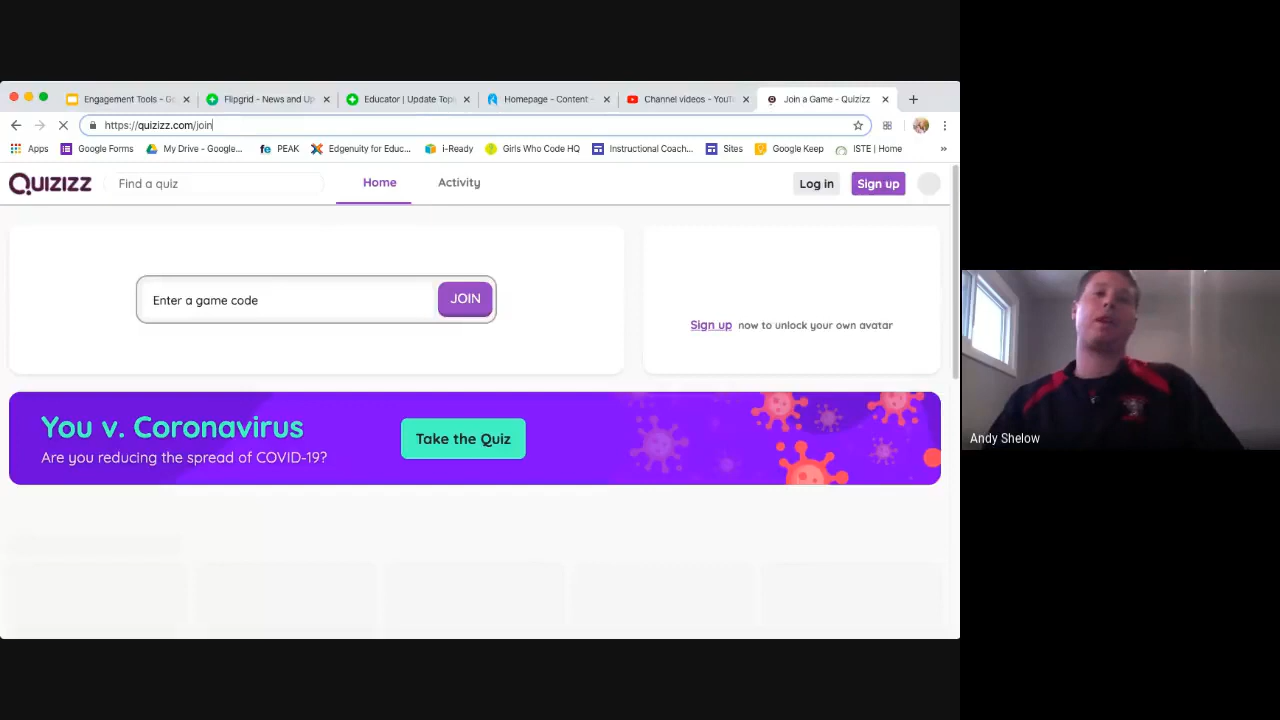 Engagement Tools - Go
Flipgrid - News and Up
Educator | Update Topi
Homepage - Content -
Channel videos - YouTu
Join a Game - Quizizz
https://quizizz.com/join
Apps
Google Forms
My Drive - Google...
fe PEAK
Edgenuity for Educ...
i-Ready
Girls Who Code HQ
Instructional Coach...
Sites
Google Keep
ISTE | Home
»
QUIZIZZ
Find a quiz
Home
Activity
Log in
Sign up
Enter a game code
JOIN
Sign up now to unlock your own avatar
You v. Coronavirus
Are you reducing the spread of COVID-19?
Take the Quiz
Andy Shelow